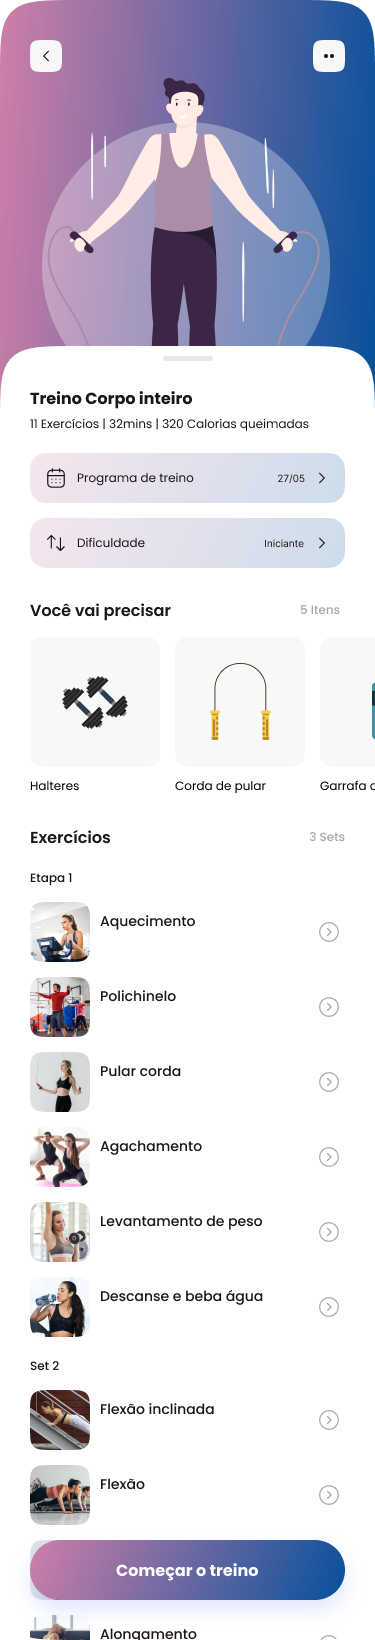 Treino Corpo inteiro
11 Exercícios | 32mins | 320 Calorias queimadas
Programa de treino
27/05
Dificuldade
Iniciante
Você vai precisar
5 Itens
Halteres
Corda de pular
Garrafa
Exercícios
3 Sets
Etapa 1
Aquecimento
Polichinelo
Pular corda
Agachamento
Levantamento de peso
Descanse e beba água
Set 2
Flexão inclinada
Flexão
Começar o treino
Alongamento